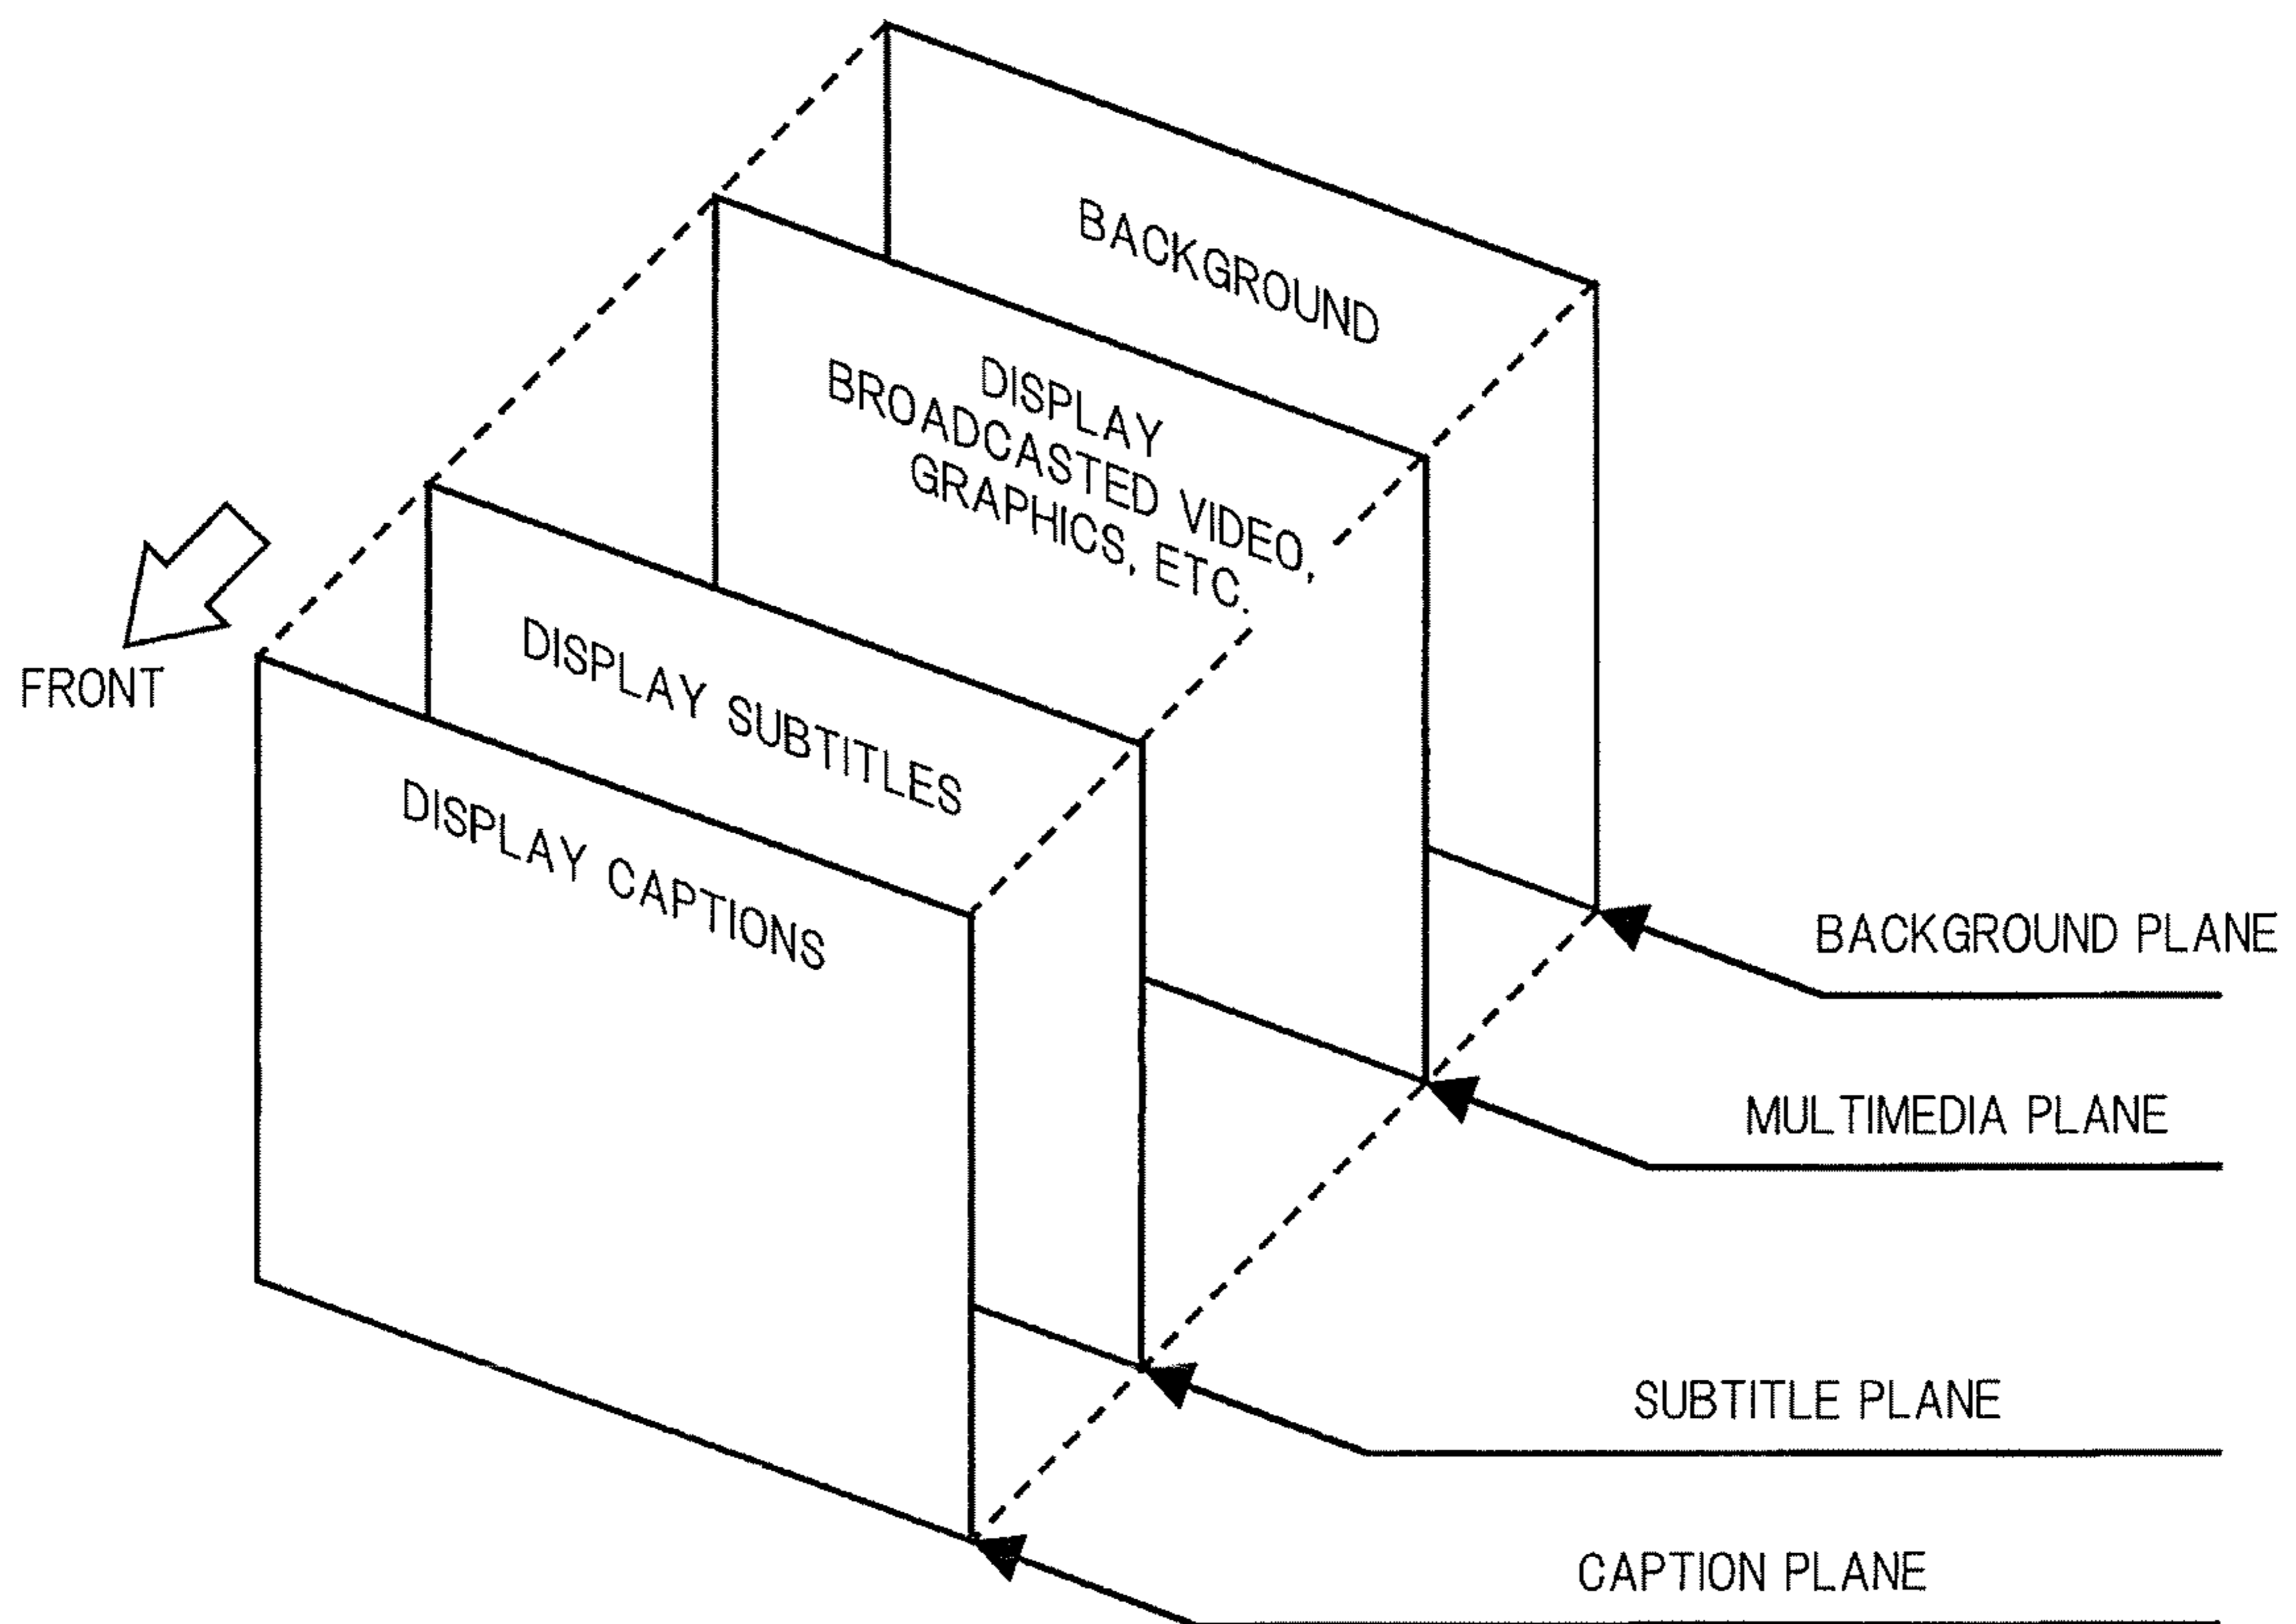 BACKGROUND
DISPLAY
BROADCASTED VIDEO,
GRAPHICS, ETC.
DISPLAY SUBTITLES
DISPLAY CAPTIONS
FRONT
BACKGROUND PLANE
MULTIMEDIA PLANE
SUBTITLE PLANE
CAPTION PLANE